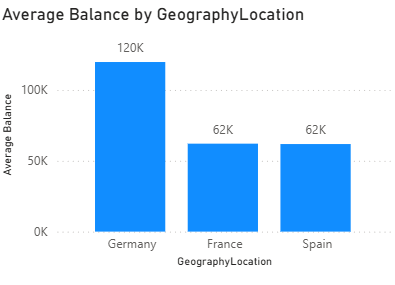 Average Balance by GeographyLocation
120K
100K
62K
62K
50K
0K
Average Balance
Germany
France
Spain
GeographyLocation